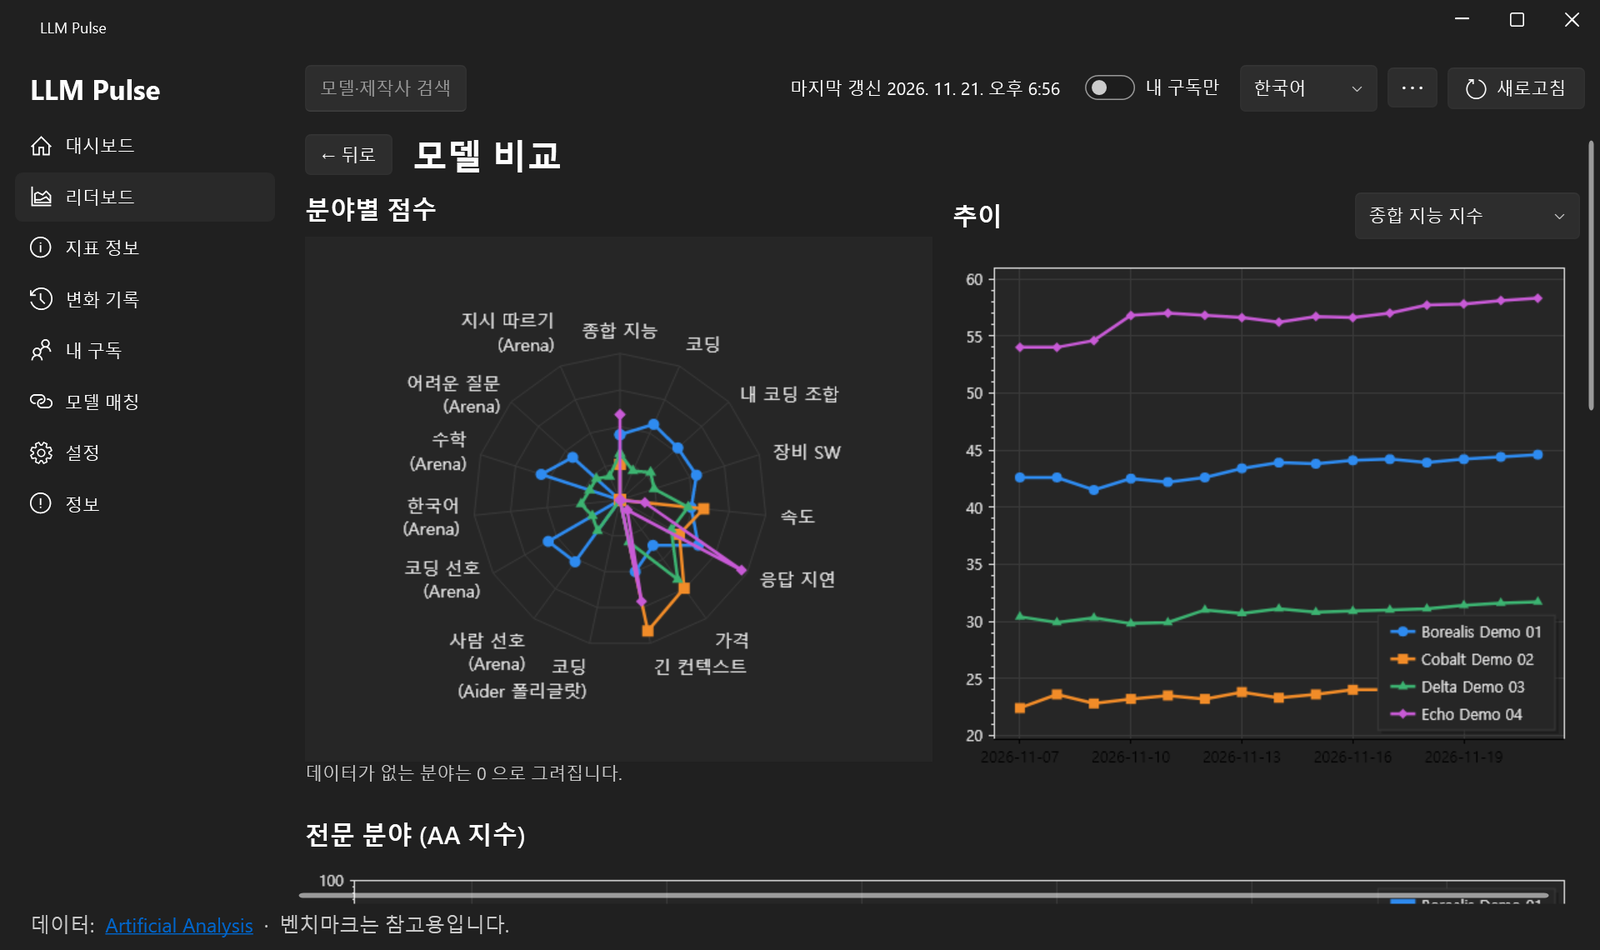 LLM Pulse
LLM Pulse
대시보드
리더보드
지표 정보
변화 기록
내 구독
모델 매칭
설정
정보
모델·제작사 검색
마지막 갱신 2026. 11. 21. 오후 6:56
내 구독만
한국어
새로고침
← 뒤로
모델 비교
분야별 점수
종합 지능
코딩
내 코딩 조합
장비 SW
속도
응답 지연
가격
긴 컨텍스트
코딩
(Aider 폴리글랏)
사람 선호
(Arena)
코딩 선호
(Arena)
한국어
(Arena)
수학
(Arena)
어려운 질문
(Arena)
지시 따르기
(Arena)
데이터가 없는 분야는 0 으로 그려집니다.
추이
종합 지능 지수
60
55
50
45
40
35
30
25
20
2026-11-07
2026-11-10
2026-11-13
2026-11-16
2026-11-19
Borealis Demo 01
Cobalt Demo 02
Delta Demo 03
Echo Demo 04
전문 분야 (AA 지수)
100
데이터: Artificial Analysis · 벤치마크는 참고용입니다.